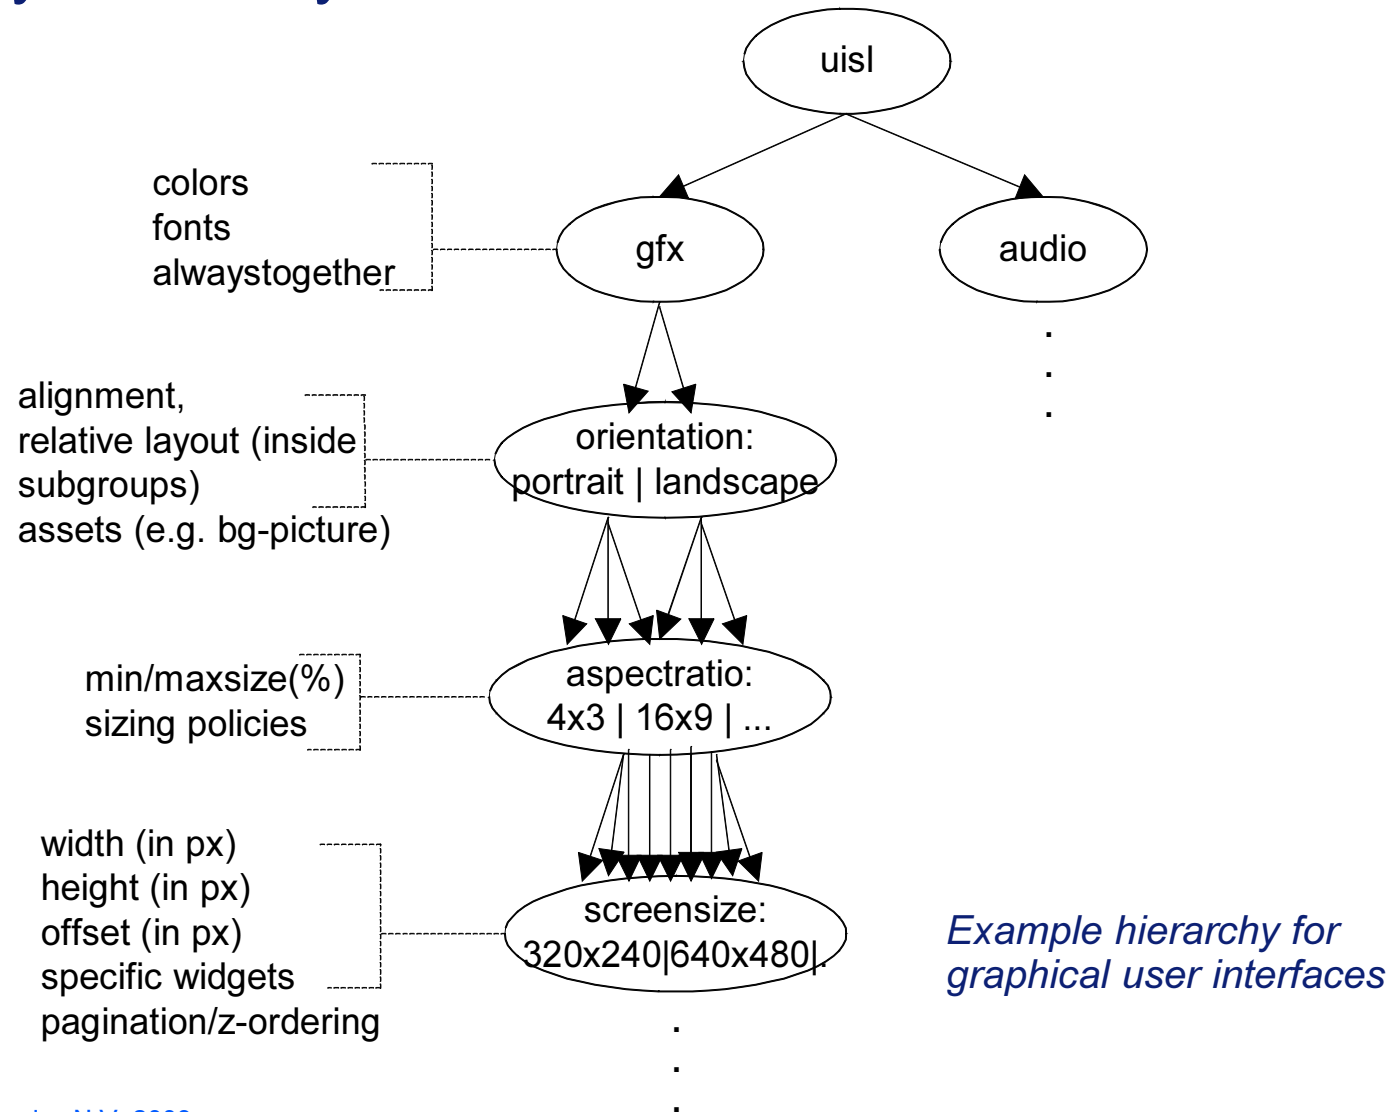 uisl
colors
fonts
alwaystogether
gfx
audio
.
.
.
alignment,
relative layout (inside
subgroups)
assets (e.g. bg-picture)
orientation:
portrait | landscape
min/maxsize(%)
sizing policies
aspectratio:
4x3 | 16x9 | ...
width (in px)
height (in px)
offset (in px)
specific widgets
pagination/z-ordering
screensize:
320x240|640x480|.
Example hierarchy for
graphical user interfaces
.
.
.